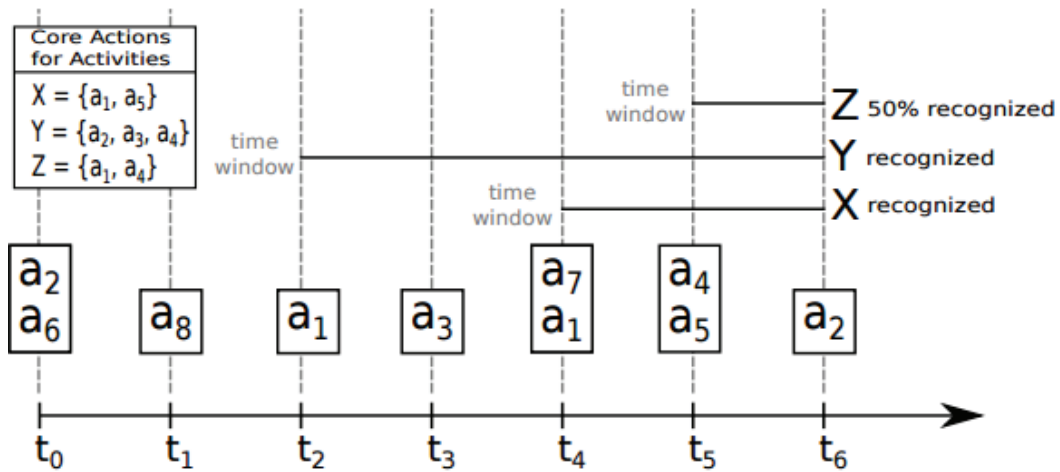 Core Actions
for Activities
X = {a₁, a₅}
Y = {a₂, a₃, a₄}
Z = {a₁, a₄}
time
window
Z 50% recognized
time
window
Y recognized
time
window
X recognized
a₂
a₆
a₈
a₁
a₃
a₇
a₁
a₄
a₅
a₂
t₀ t₁ t₂ t₃ t₄ t₅ t₆